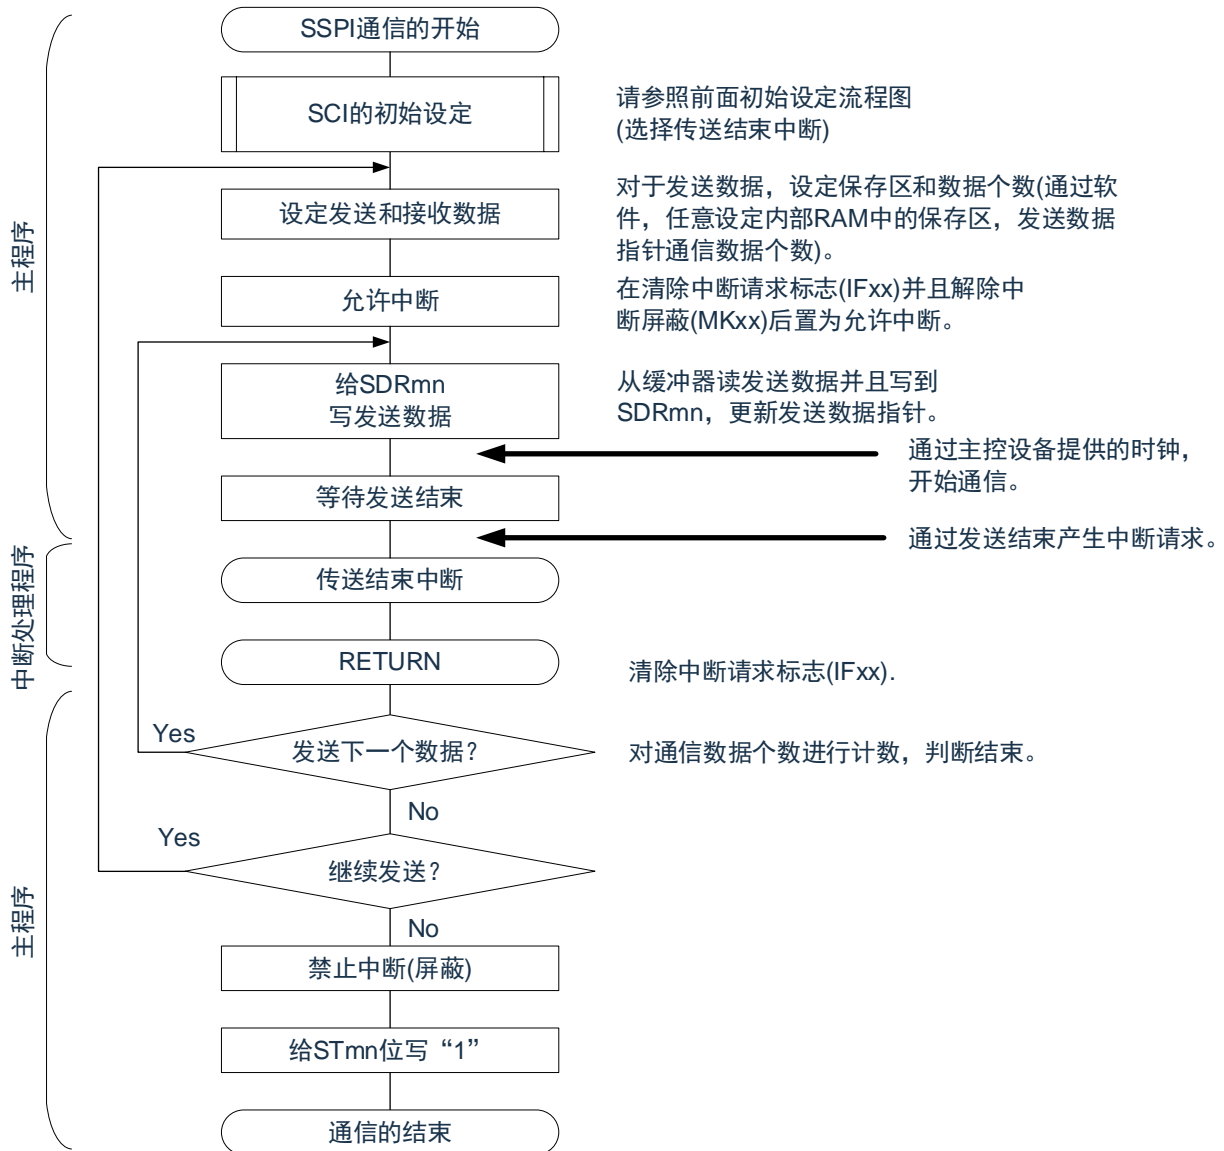 SSPI通信的开始
SCI的初始设定
请参照前面初始设定流程图
(选择传送结束中断)
设定发送和接收数据
对于发送数据，设定保存区和数据个数(通过软
件，任意设定内部RAM中的保存区，发送数据
指针通信数据个数)。
主程序
允许中断
在清除中断请求标志(IFxx)并且解除中
断屏蔽(MKxx)后置为允许中断。
给SDRmn
写发送数据
从缓冲器读发送数据并且写到
SDRmn，更新发送数据指针。
通过主控设备提供的时钟，
开始通信。
等待发送结束
通过发送结束产生中断请求。
中断处理程序
传送结束中断
RETURN
清除中断请求标志(IFxx).
Yes
发送下一个数据？
对通信数据个数进行计数，判断结束。
No
Yes
继续发送？
主程序
No
禁止中断(屏蔽)
给STmn位写“1”
通信的结束